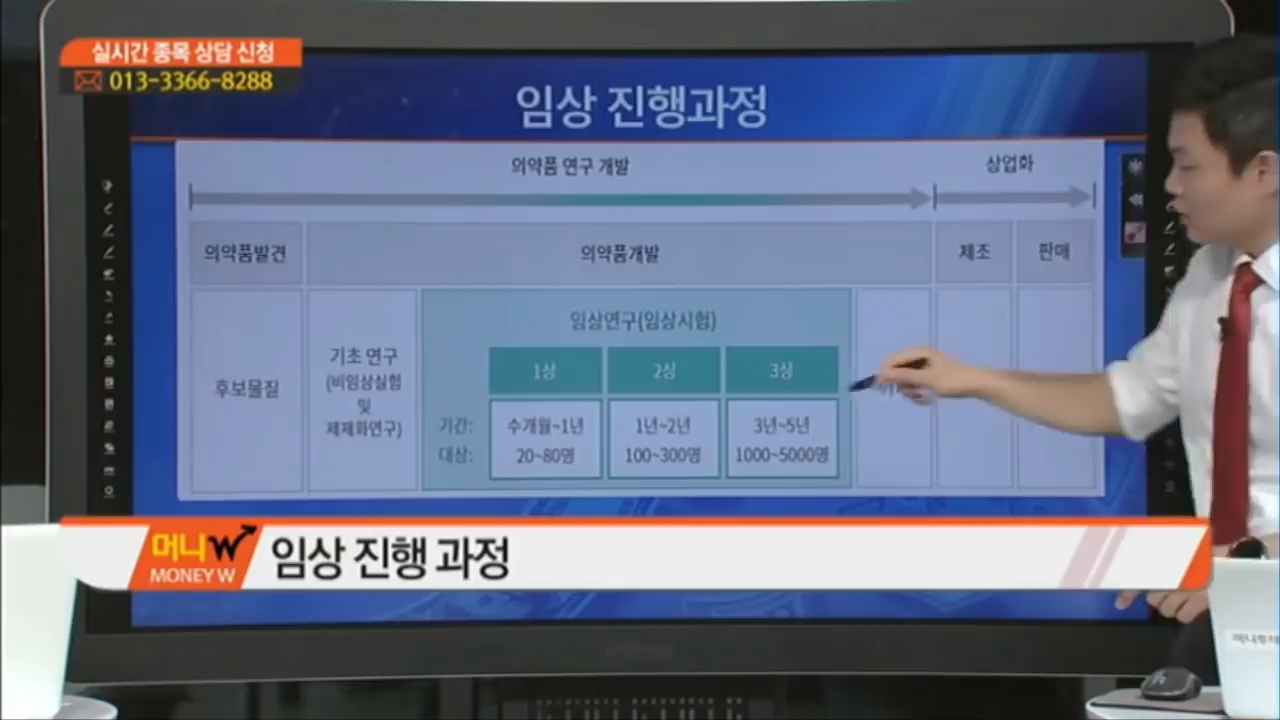 실시간 종목 상담 신청
013-3366-8288
임상 진행과정
의약품 연구 개발
상업화
의약품발견
의약품개발
제조
판매
후보물질
기초 연구
(비임상실험
및
제제화연구)
임상연구(임상시험)
1상
2상
3상
기간:
수개월~1년
1년~2년
3년~5년
대상:
20~80명
100~300명
1000~5000명
머니W
MONEY W
임상 진행 과정